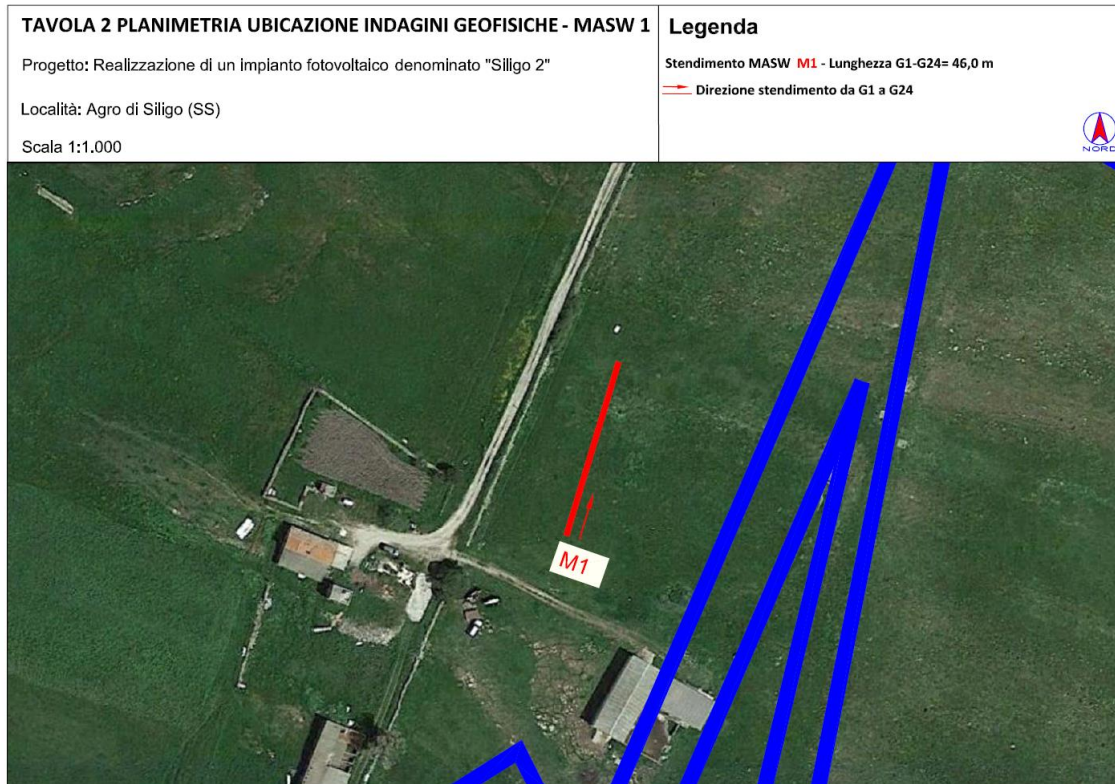 TAVOLA 2 PLANIMETRIA UBICAZIONE INDAGINI GEOFISICHE - MASW 1
Progetto: Realizzazione di un impianto fotovoltaico denominato "Siligo 2"
Località: Agro di Siligo (SS)
Scala 1:1.000
Legenda
Stendimento MASW M1 - Lunghezza G1-G24= 46,0 m
Direzione stendimento da G1 a G24
NORD
M1